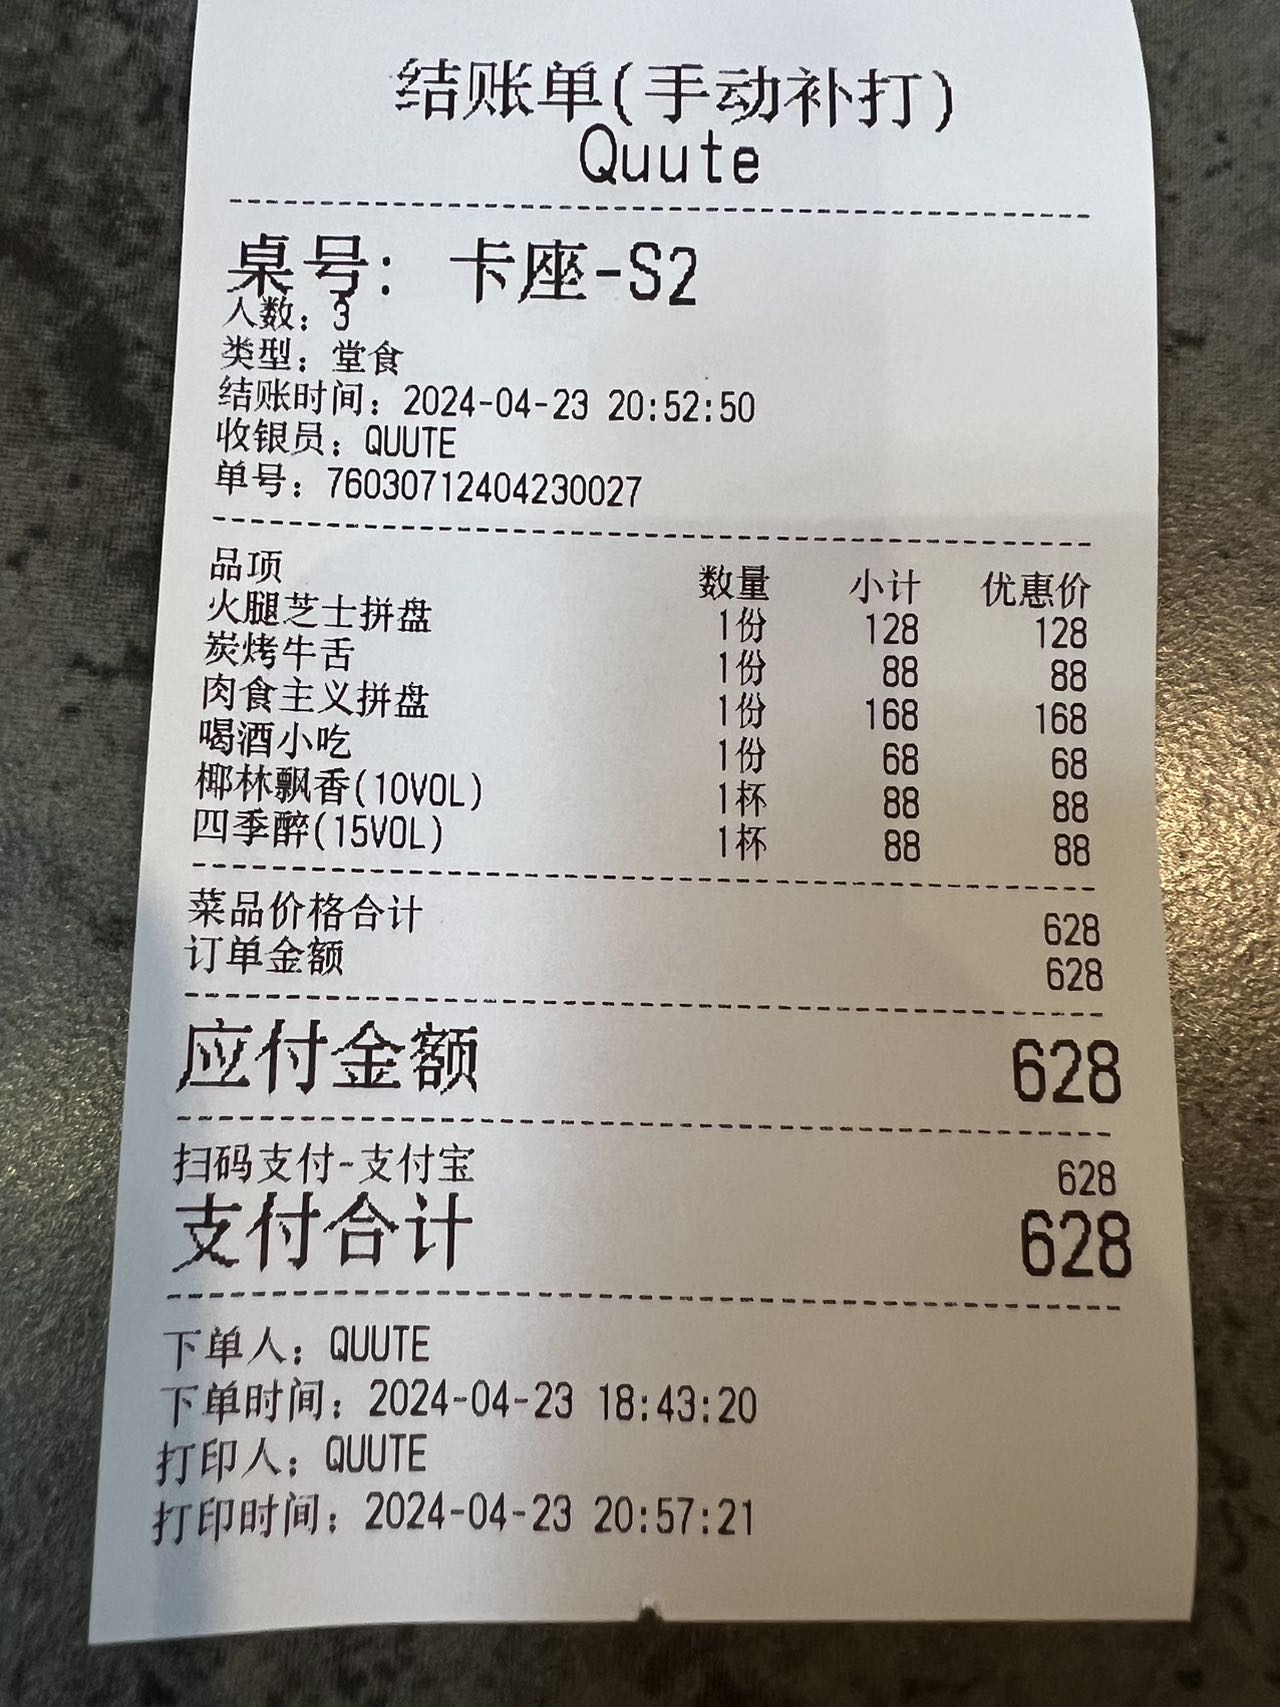 结账单(手动补打)
Quute
桌号: 卡座-S2
人数: 3
类型: 堂食
结账时间: 2024-04-23 20:52:50
收银员: QUUTE
单号: 76030712404230027
品项 数量 小计 优惠价
火腿芝士拼盘 1份 128 128
炭烤牛舌 1份 88 88
肉食主义拼盘 1份 168 168
喝酒小吃 1份 68 68
椰林飘香(10VOL) 1杯 88 88
四季醉(15VOL) 1杯 88 88
菜品价格合计 628
订单金额 628
应付金额 628
扫码支付-支付宝 628
支付合计 628
下单人: QUUTE
下单时间: 2024-04-23 18:43:20
打印人: QUUTE
打印时间: 2024-04-23 20:57:21